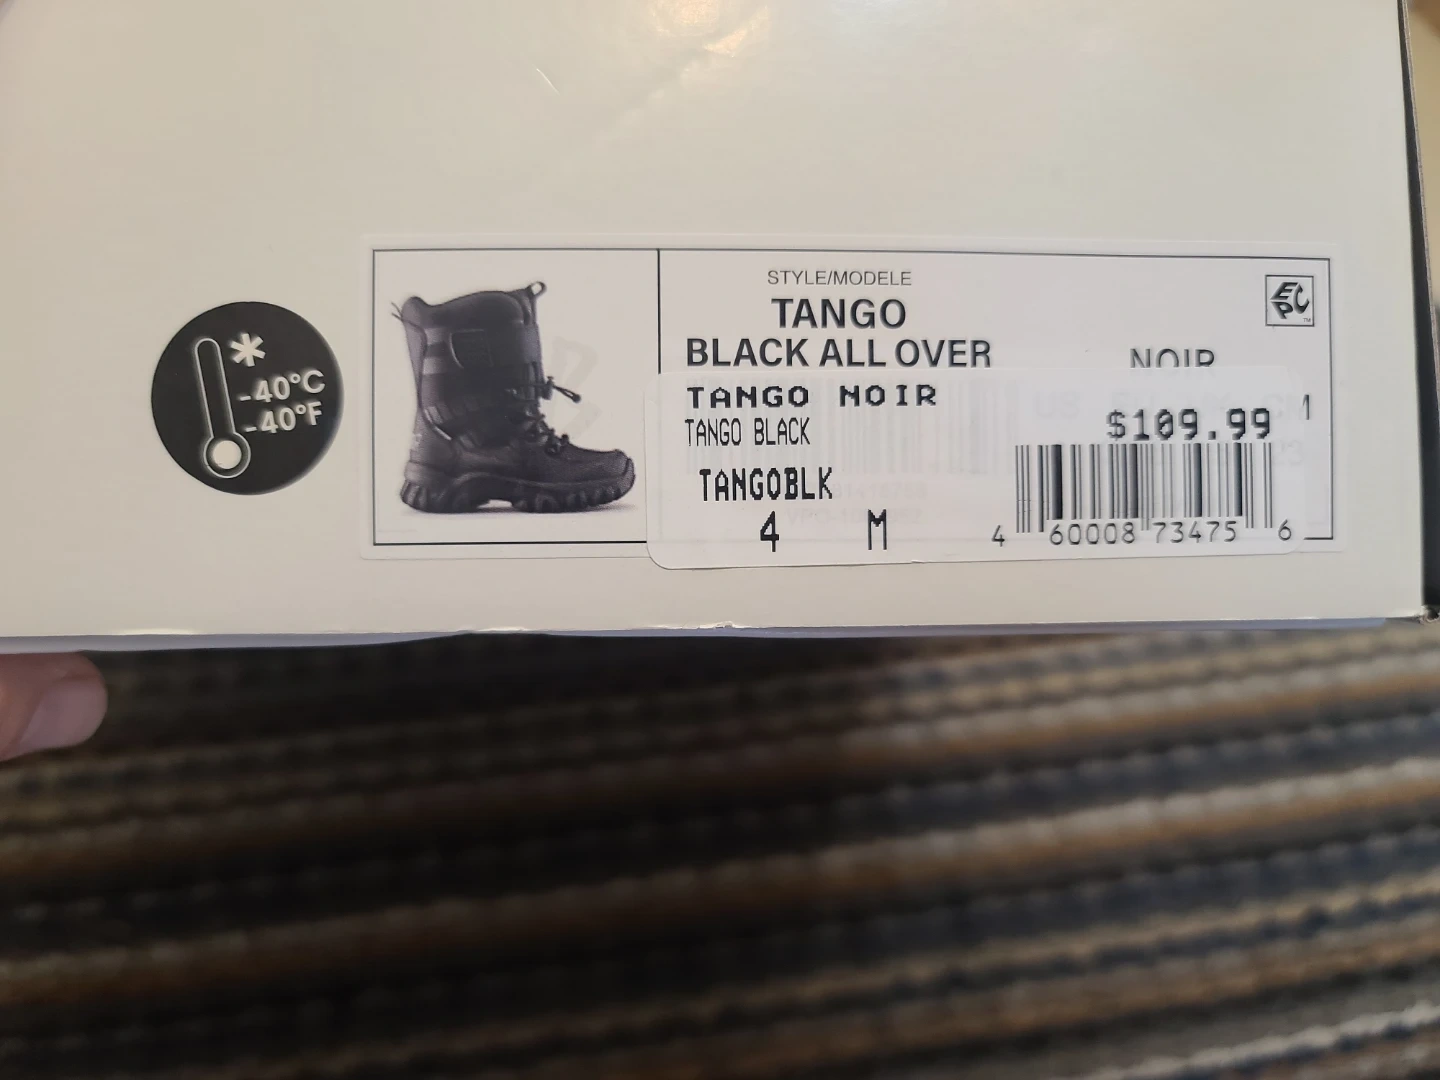 *
-40°C
-40°F
STYLE/MODELE
TANGO
BLACK ALL OVER
NOIR
TANGO NOIR
TANGO BLACK
$109.99
TANGOBLK
4 M
4 60008 73475 6
EPC